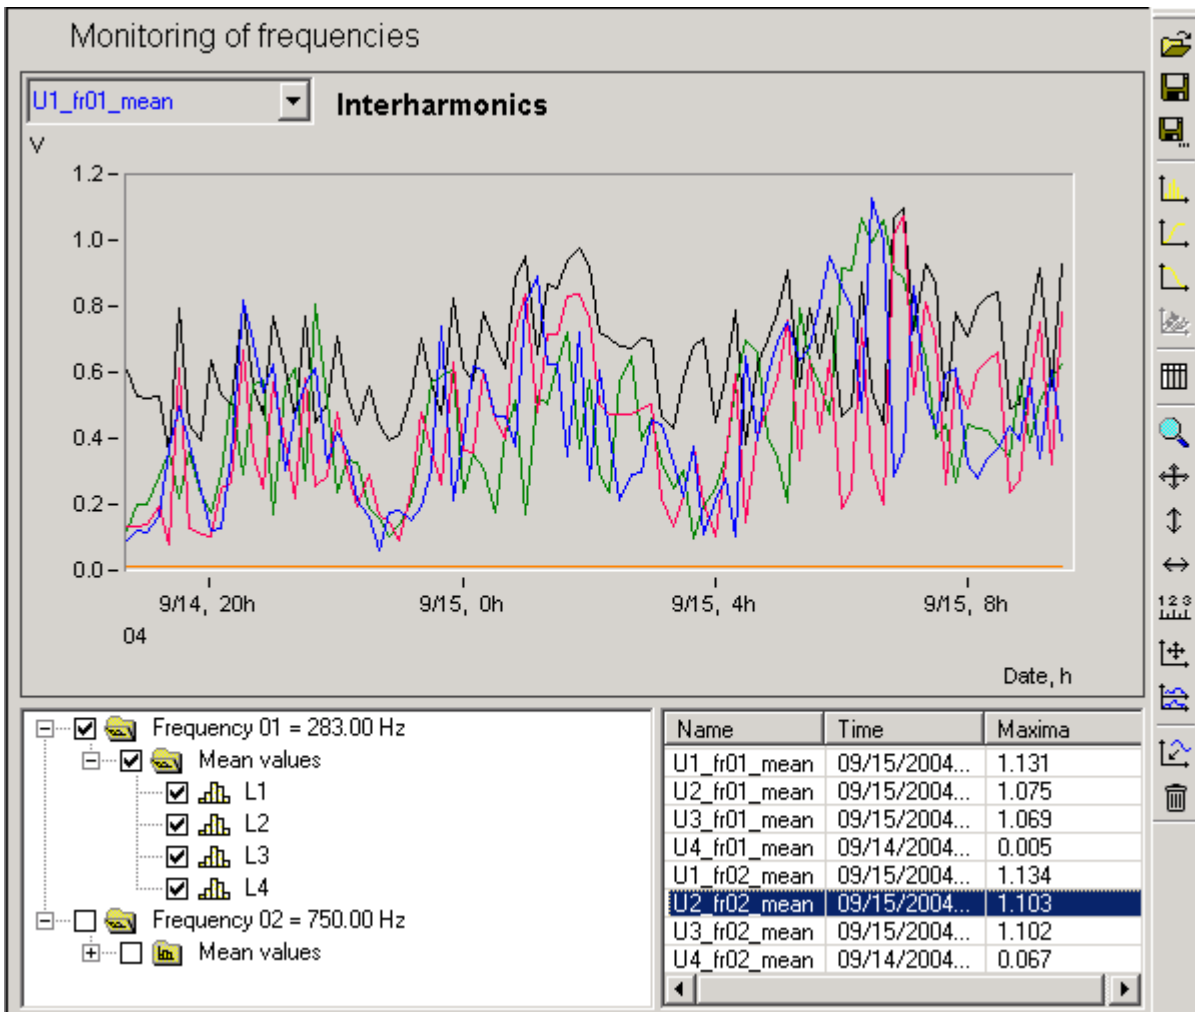 Monitoring of frequencies
U1_fr01_mean
Interharmonics
V
1.2
1.0
0.8
0.6
0.4
0.2
0.0
9/14, 20h 9/15, 0h 9/15, 4h 9/15, 8h
04
Date, h
1 2 3
Frequency 01 = 283.00 Hz
Mean values
L1
L2
L3
L4
Frequency 02 = 750.00 Hz
Mean values
Name Time Maxima
U1_fr01_mean 09/15/2004... 1.131
U2_fr01_mean 09/15/2004... 1.075
U3_fr01_mean 09/15/2004... 1.069
U4_fr01_mean 09/14/2004... 0.005
U1_fr02_mean 09/15/2004... 1.134
U2_fr02_mean 09/15/2004... 1.103
U3_fr02_mean 09/15/2004... 1.102
U4_fr02_mean 09/14/2004... 0.067